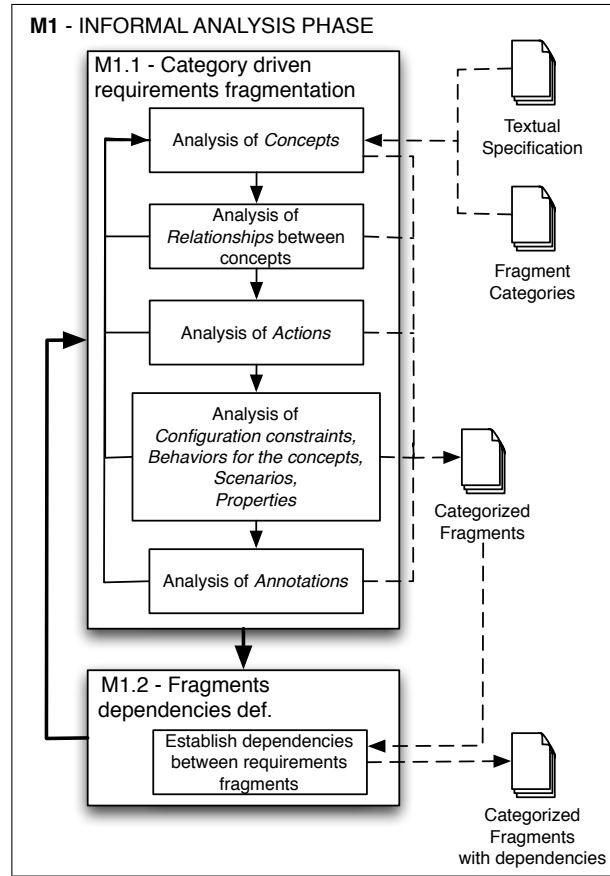 M1 - INFORMAL ANALYSIS PHASE
M1.1 - Category driven
requirements fragmentation
Analysis of Concepts
Textual
Specification
Analysis of
Relationships between
concepts
Fragment
Categories
Analysis of Actions
Analysis of
Configuration constraints,
Behaviors for the concepts,
Scenarios,
Properties
Categorized
Fragments
Analysis of Annotations
M1.2 - Fragments
dependencies def.
Establish dependencies
between requirements
fragments
Categorized
Fragments
with dependencies